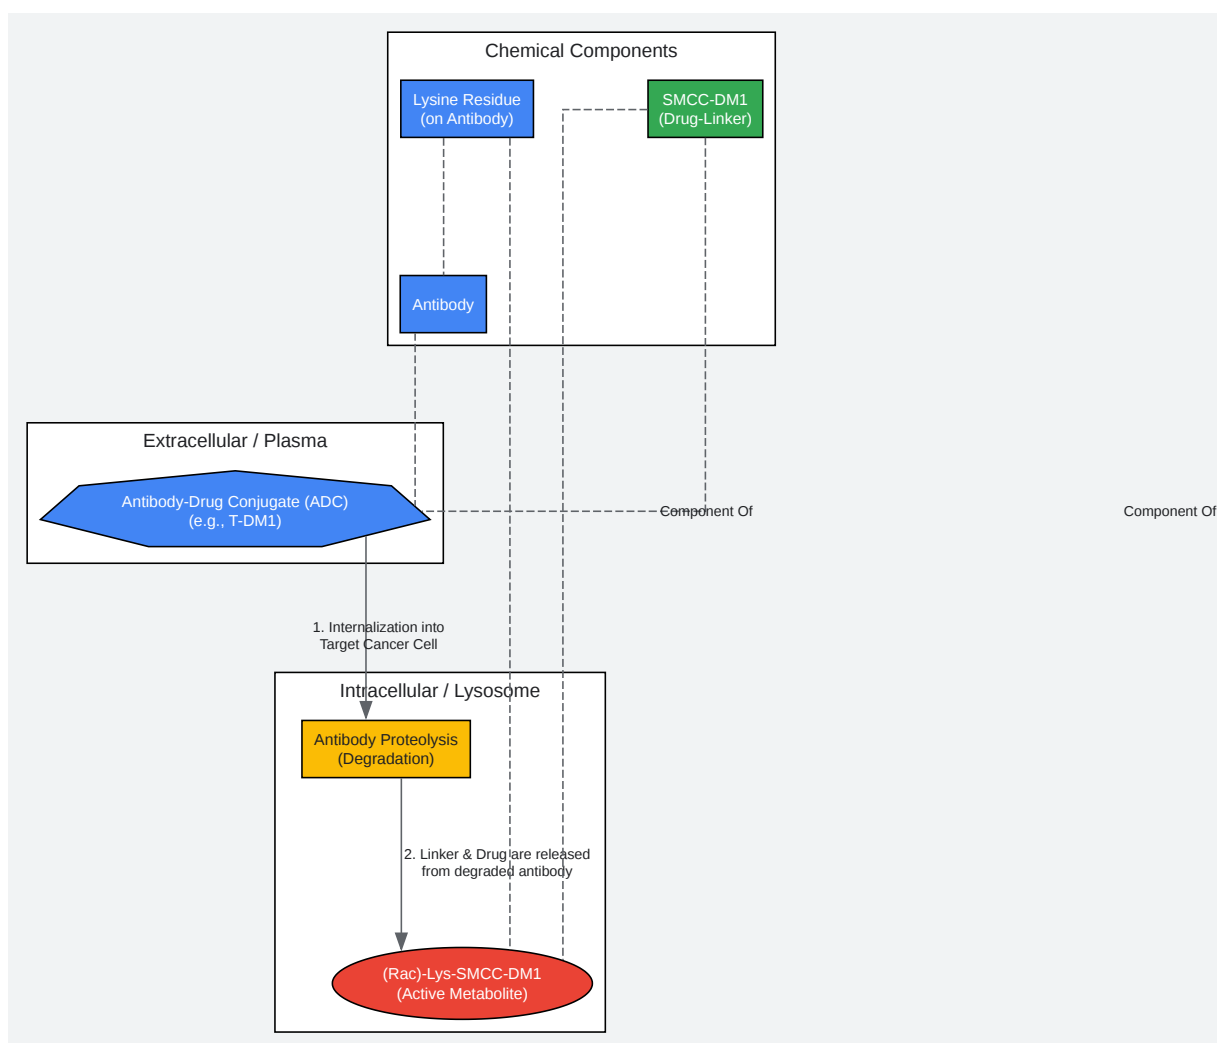 Chemical Components
Lysine Residue
(on Antibody)
SMCC-DM1
(Drug-Linker)
Antibody
Extracellular / Plasma
Antibody-Drug Conjugate (ADC)
(e.g., T-DM1)
Component Of
Component Of
1. Internalization into
Target Cancer Cell
Intracellular / Lysosome
Antibody Proteolysis
(Degradation)
2. Linker & Drug are released
from degraded antibody
(Rac)-Lys-SMCC-DM1
(Active Metabolite)